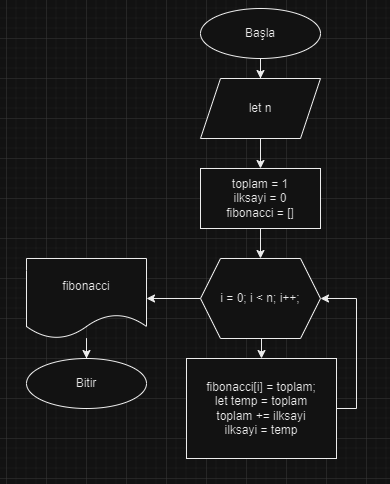 Başla
let n
toplam = 1
ilksayi = 0
fibonacci = []
i = 0; i < n; i++;
fibonacci
fibonacci[i] = toplam;
let temp = toplam
toplam += ilksayi
ilksayi = temp
Bitir